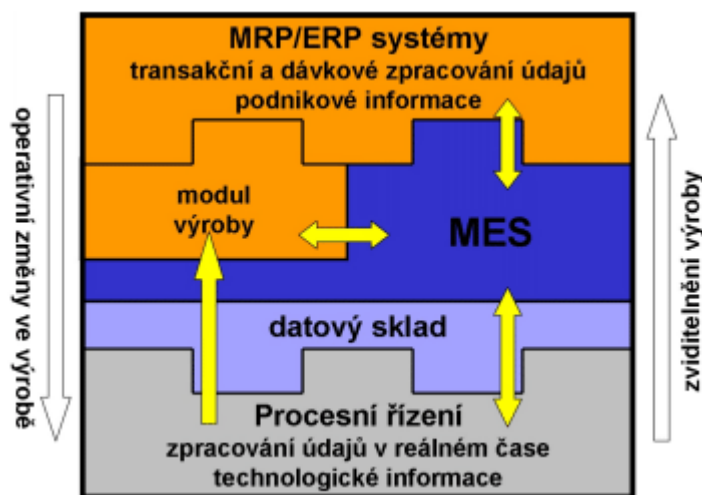 MRP/ERP systémy
transakční a dávkové zpracování údajů
podnikové informace
operativní změny ve výrobě
modul
výroby
MES
zviditelnění výroby
datový sklad
Procesní řízení
zpracování údajů v reálném čase
technologické informace